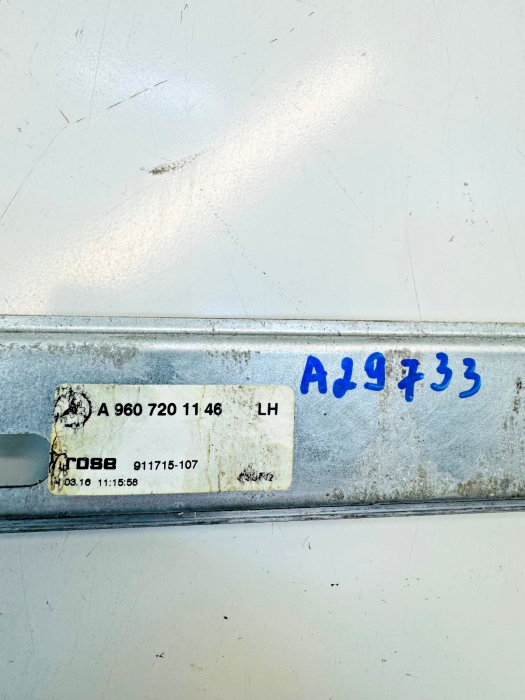 A29733
A 960 720 11 46 LH
rose 911715-107
03.16 11:15:58